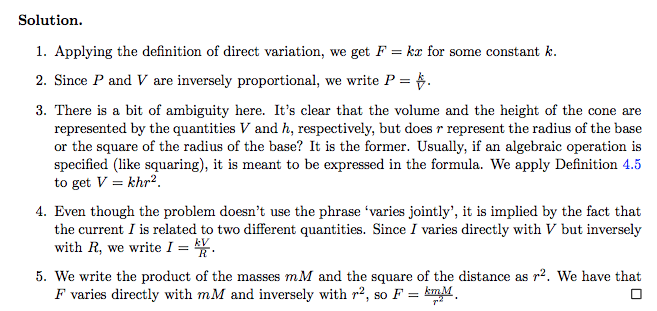 Solution.
1. Applying the definition of direct variation, we get F = kx for some constant k.
2. Since P and V are inversely proportional, we write P = k/V.
3. There is a bit of ambiguity here. It's clear that the volume and the height of the cone are
represented by the quantities V and h, respectively, but does r represent the radius of the base
or the square of the radius of the base? It is the former. Usually, if an algebraic operation is
specified (like squaring), it is meant to be expressed in the formula. We apply Definition 4.5
to get V = khr².
4. Even though the problem doesn't use the phrase 'varies jointly', it is implied by the fact that
the current I is related to two different quantities. Since I varies directly with V but inversely
with R, we write I = kV/R.
5. We write the product of the masses mM and the square of the distance as r². We have that
F varies directly with mM and inversely with r², so F = kmM/r². □